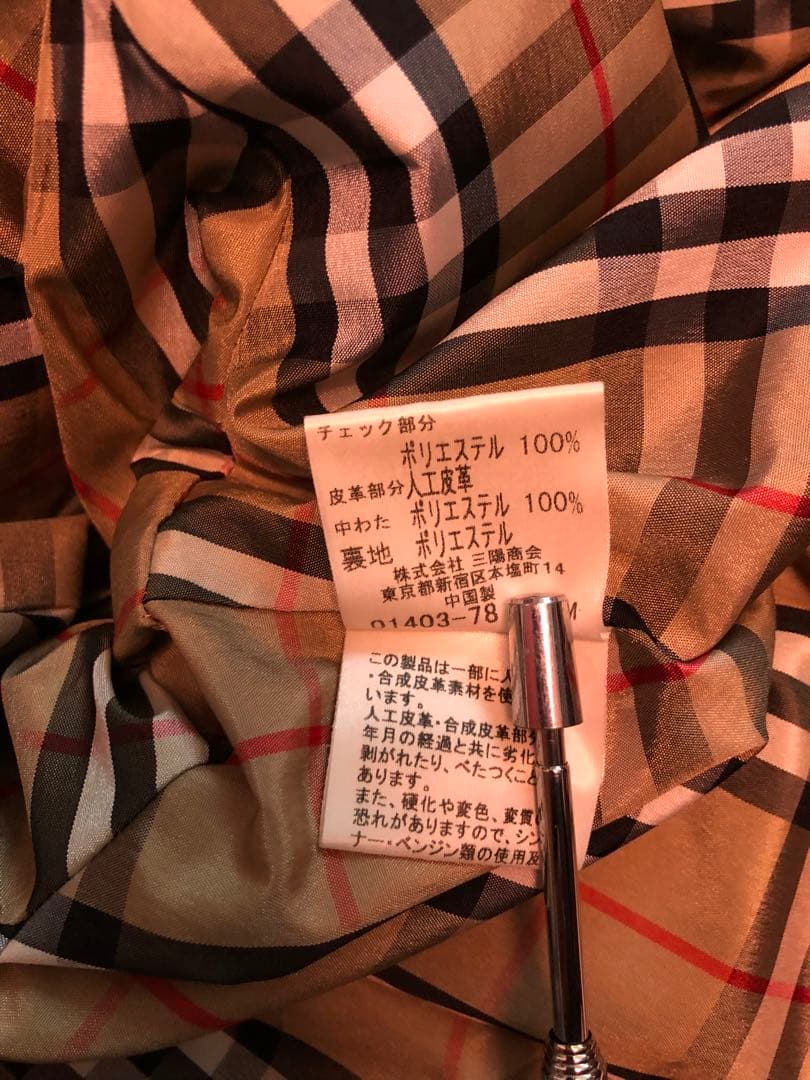 チェック部分
ポリエステル 100%
皮革部分 人工皮革
中わた ポリエステル 100%
裏地 ポリエステル
株式会社 三陽商会
東京都新宿区本塩町14
中国製
01403-78 M
この製品は一部に
・合成皮革素材を使
います。
人工皮革・合成皮革部分
年月の経過と共に劣化
剥がれたり、べたつくこと
あります。
また、硬化や変色、変質
恐れがありますので、シン
ナー・ベンジン類の使用及